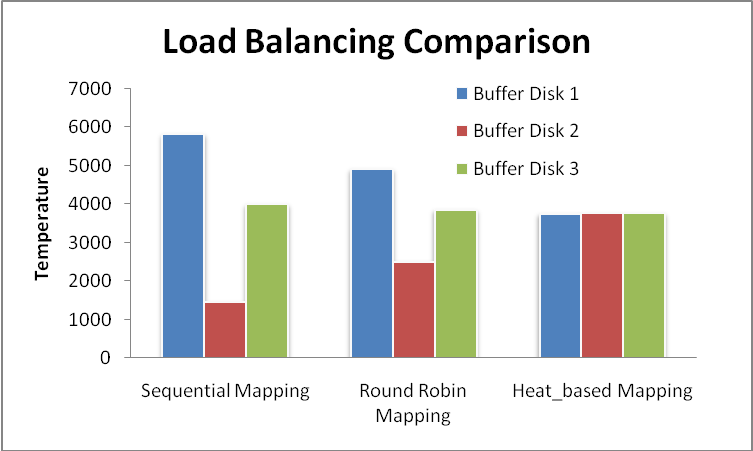 Load Balancing Comparison
Temperature
7000
6000
5000
4000
3000
2000
1000
0
Buffer Disk 1
Buffer Disk 2
Buffer Disk 3
Sequential Mapping
Round Robin
Mapping
Heat_based Mapping